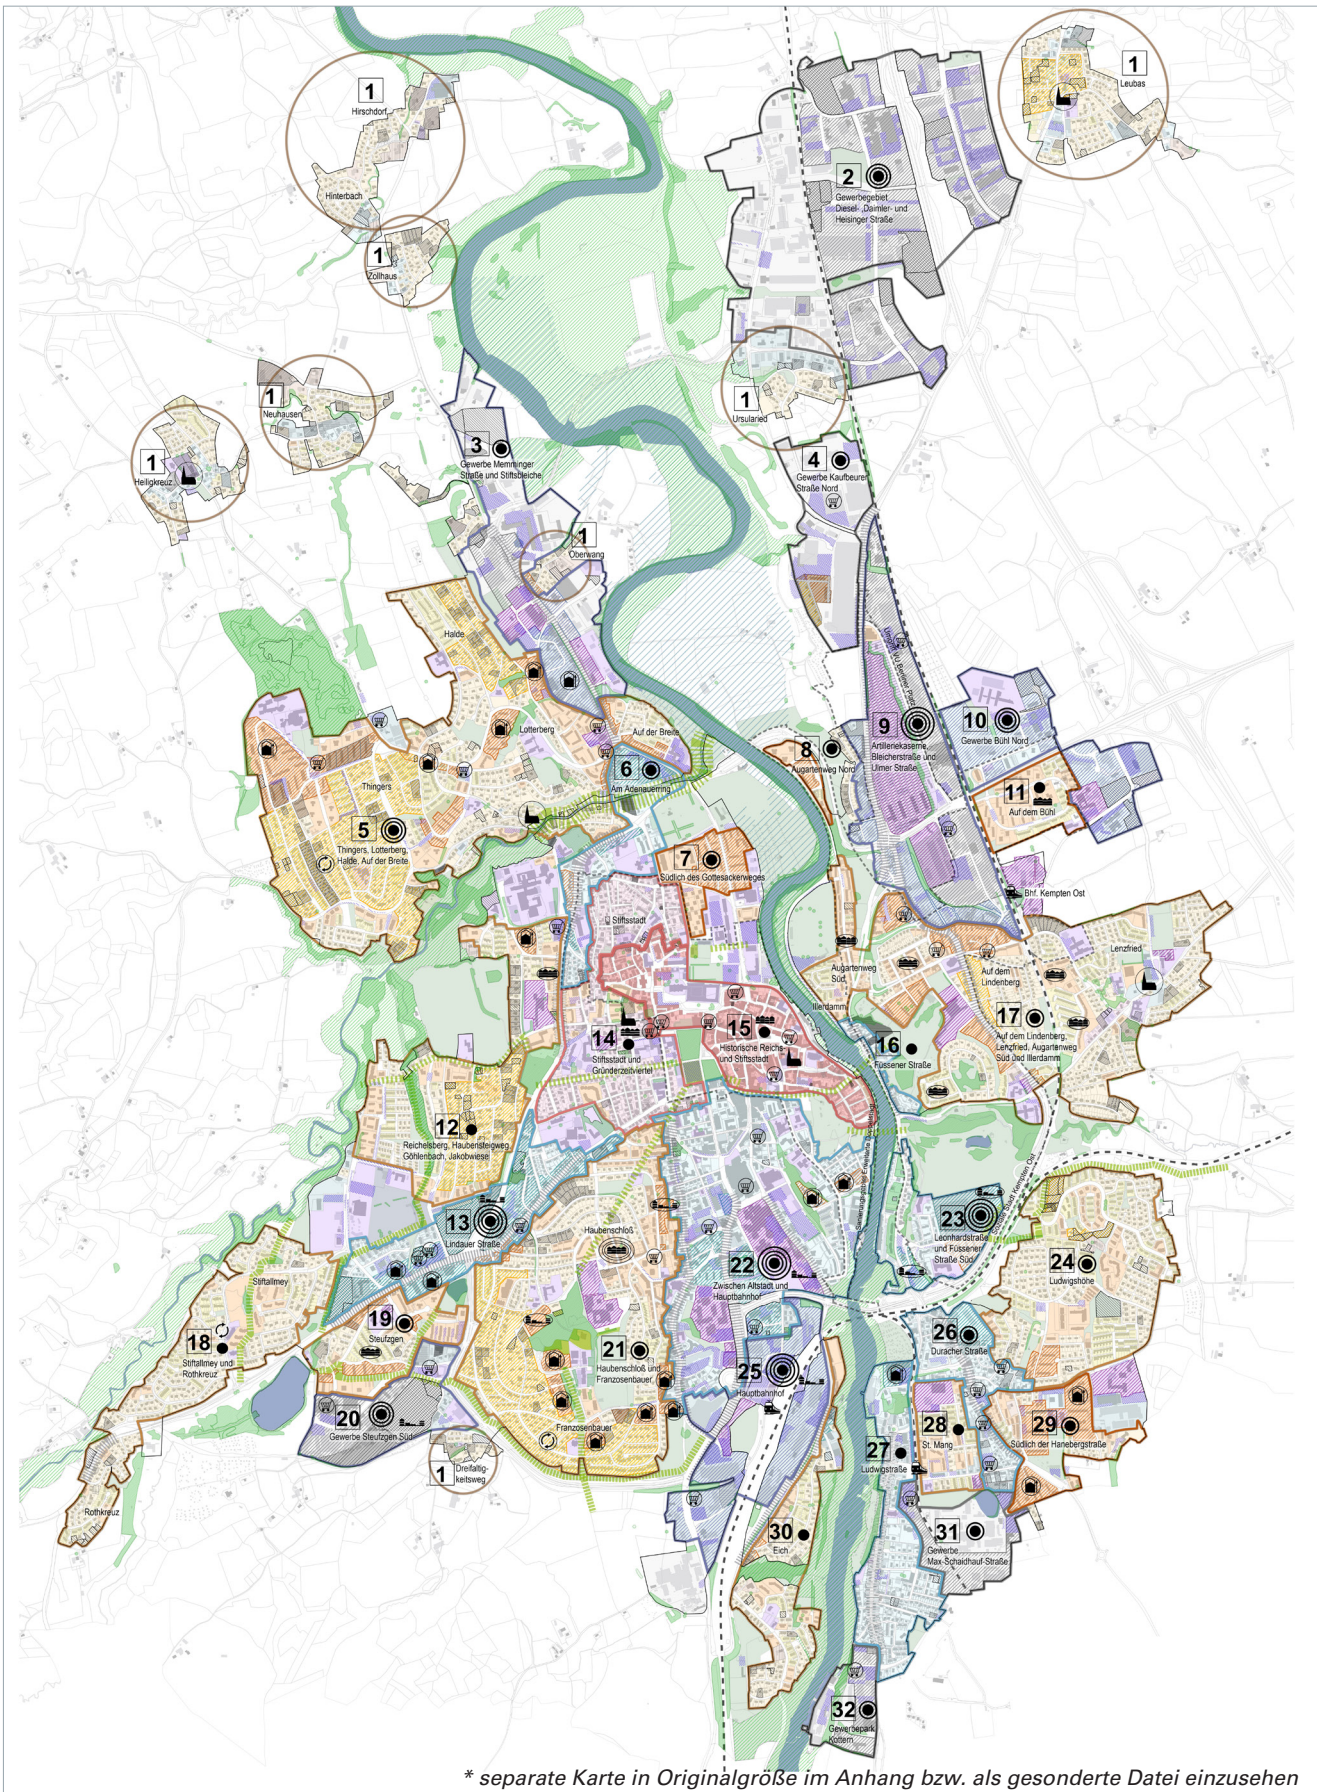 1
Hirschdorf
Hinterbach
1
Zollhaus
1
Leubas
2
Gewerbegebiet
Diesel-, Daimler- und
Heisinger Straße
1
Ursularied
1
Neuhausen
1
Heiligkreuz
3
Gewerbe Memminger
Straße und Stiftsbleiche
4
Gewerbe Kaufbeurer
Straße Nord
1
Oberwang
Halde
Lotterberg
Auf der Breite
Thingers
5
Thingers, Lotterberg,
Halde, Auf der Breite
6
Am Adenauerring
7
Südlich des Gottesackerweges
8
Augartenweg Nord
9
Artilleriekaserne,
Bleicherstraße und
Ulmer Straße
10
Gewerbe Bühl Nord
11
Auf dem Bühl
Bhf. Kempten Ost
Stiftsstadt
Lenzfried
Auf dem
Lindenberg
Augartenweg
Süd
Illerdamm
12
Reichelsberg, Haubensteigweg,
Göhlenbach, Jakobwiese
14
Stiftsstadt und
Gründerzeitviertel
15
Historische Reichs-
und Stiftsstadt
16
Füssener Straße
17
Auf dem Lindenberg,
Lenzfried, Augartenweg
Süd und Illerdamm
13
Lindauer Straße
Haubenschloß
Stiftallmey
18
Stiftallmey und
Rothkreuz
19
Steufzgen
20
Gewerbe Steufzgen Süd
21
Haubenschloß und
Franzosenbauer
Franzosenbauer
22
Zwischen Altstadt und
Hauptbahnhof
23
Leonhardstraße
und Füssener
Straße Süd
24
Ludwigshöhe
25
Hauptbahnhof
26
Duracher Straße
27
Ludwigstraße
28
St. Mang
29
Südlich der Hanebergstraße
1
Dreifaltig-
keitsweg
Rothkreuz
30
Eich
31
Gewerbe
Max-Schaidhauf-Straße
32
Gewerbepark
Kottern
* separate Karte in Originalgröße im Anhang bzw. als gesonderte Datei einzusehen